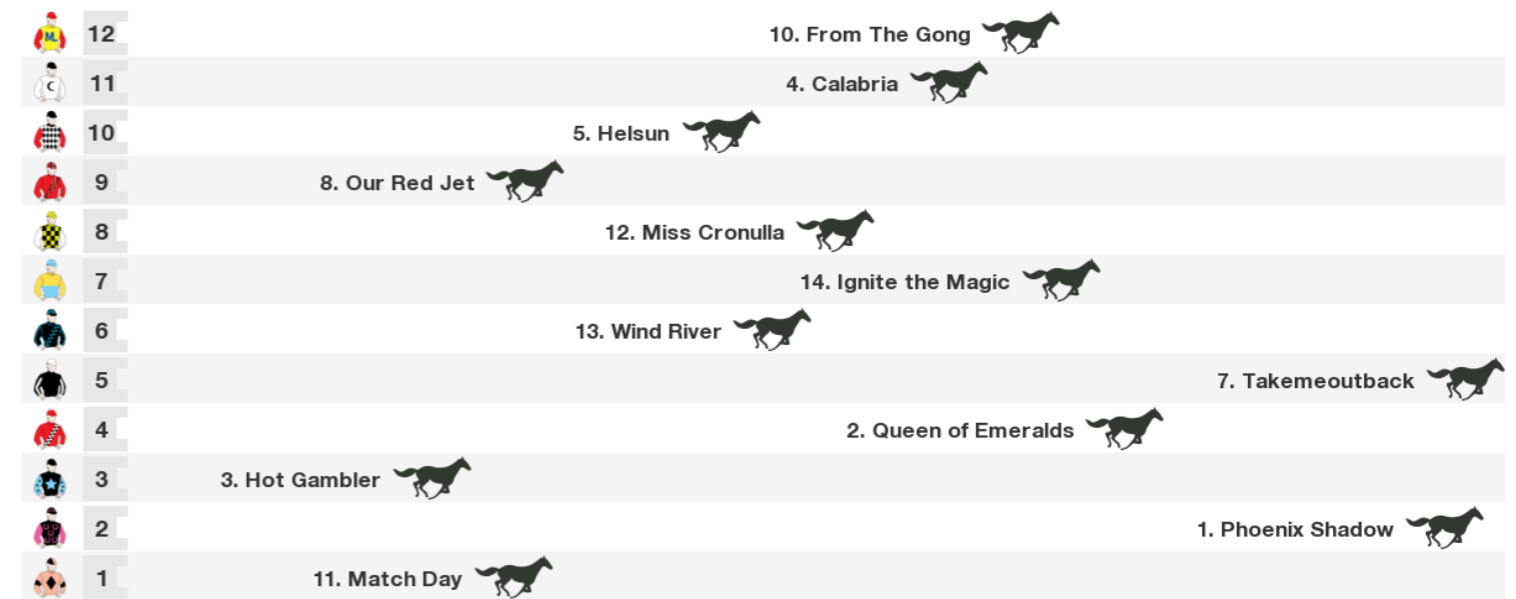 12 10. From The Gong
11 4. Calabria
10 5. Helsun
9 8. Our Red Jet
8 12. Miss Cronulla
7 14. Ignite the Magic
6 13. Wind River
5 7. Takemeoutback
4 2. Queen of Emeralds
3 3. Hot Gambler
2 1. Phoenix Shadow
1 11. Match Day